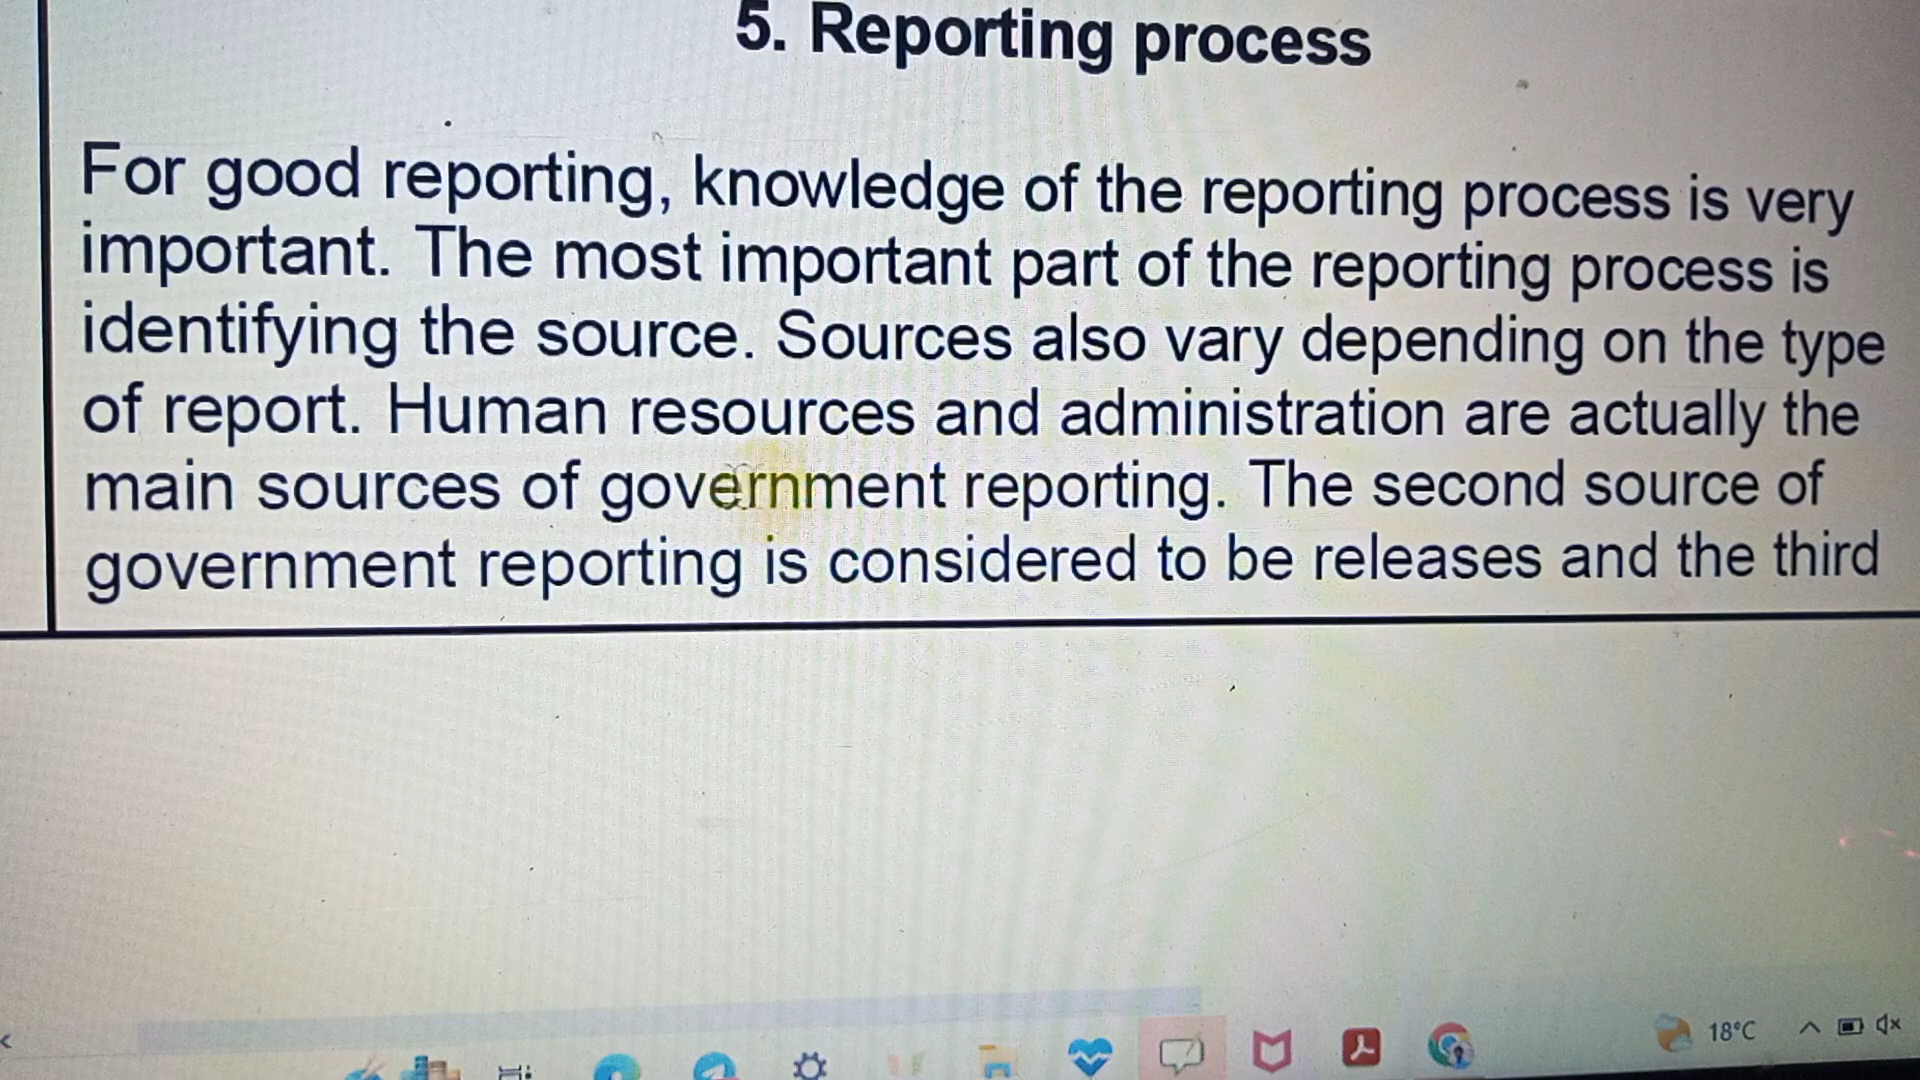 5. Reporting process
For good reporting, knowledge of the reporting process is very
important. The most important part of the reporting process is
identifying the source. Sources also vary depending on the type
of report. Human resources and administration are actually the
main sources of government reporting. The second source of
government reporting is considered to be releases and the third
18°C